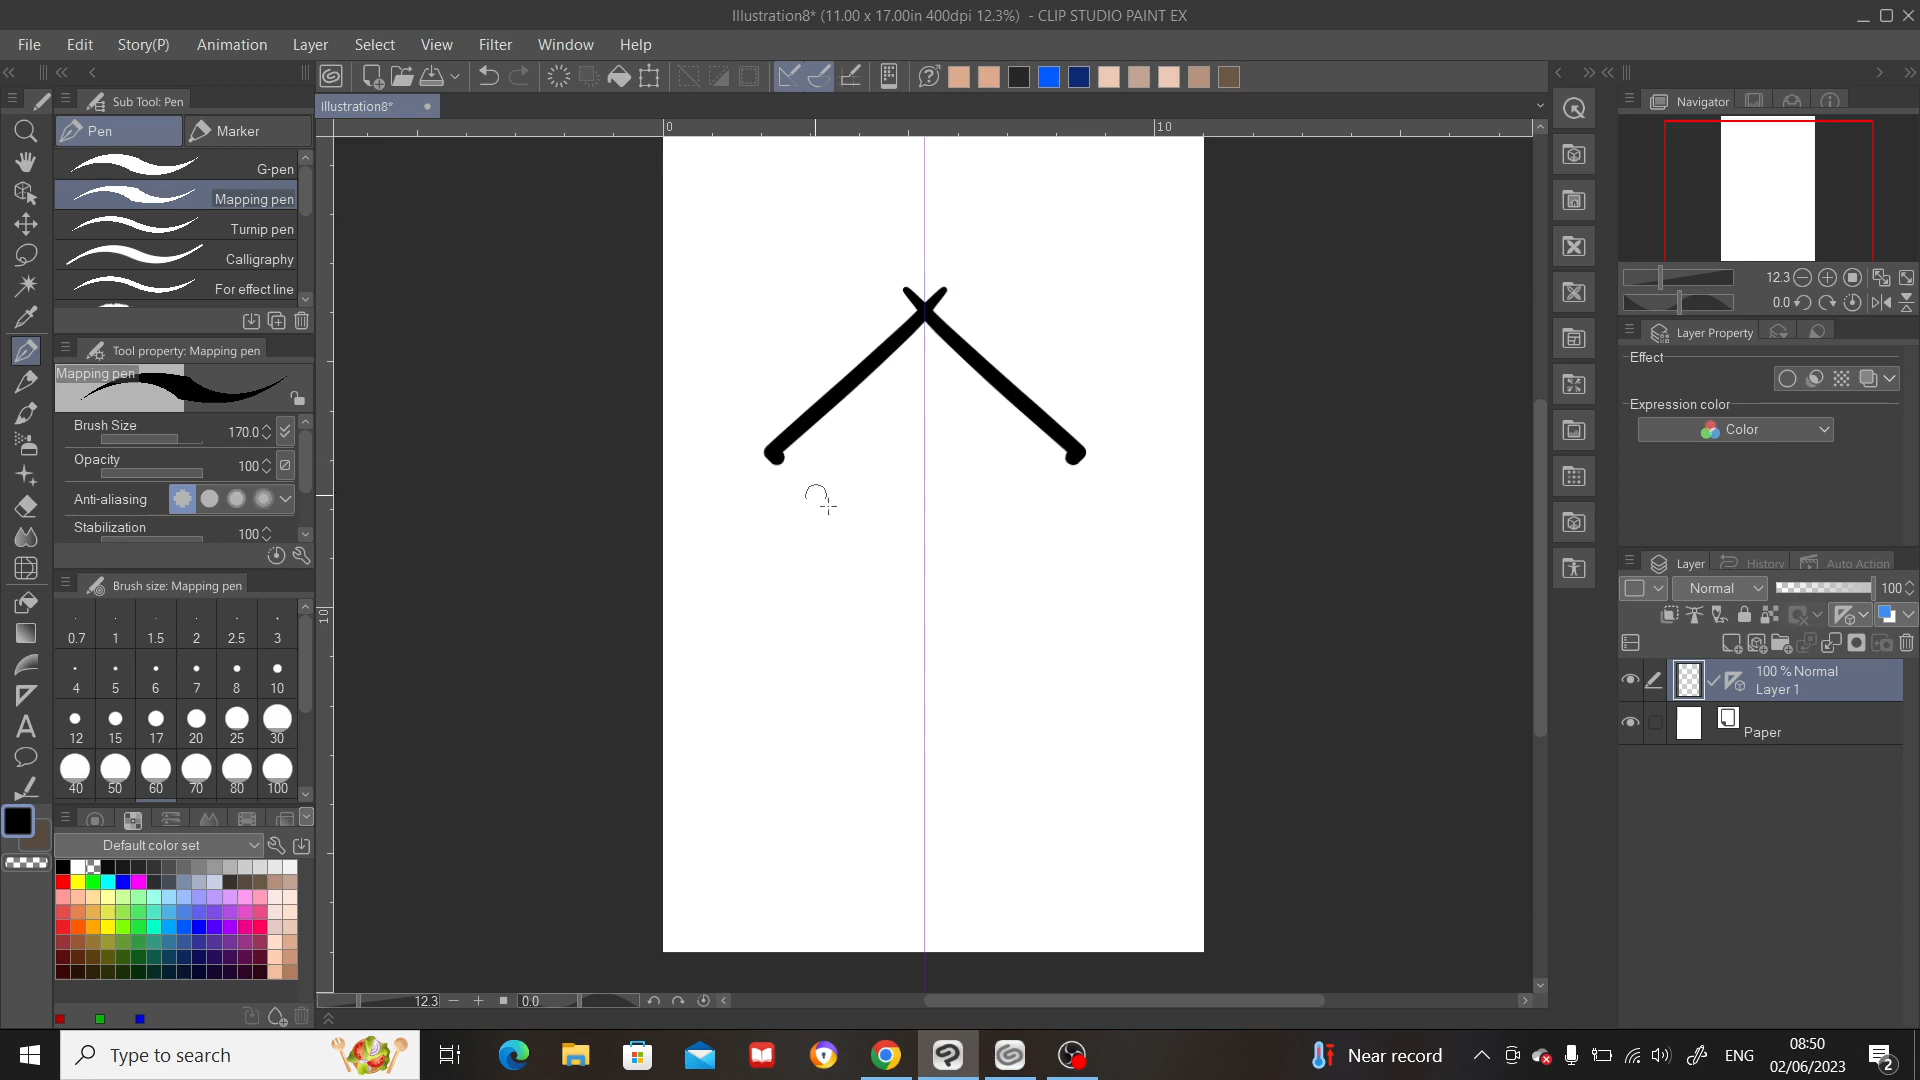 Illustration8* (11.00 x 17.00in 400dpi 12.3%)  - CLIP STUDIO PAINT EX
File Edit Story(P) Animation Layer Select View Filter Window Help
Sub Tool: Pen
Illustration8*
Navigator
Pen Marker
0 10
G-pen
Mapping pen
Turnip pen
Calligraphy
For effect line
12.3
0.0
Layer Property
Tool property: Mapping pen
Mapping pen
Effect
Expression color
Color
Brush Size 170.0
Opacity 100
Anti-aliasing
Stabilization 100
Layer History Auto Action
Brush size: Mapping pen
Normal 100
10
0.7 1 1.5 2 2.5 3
4 5 6 7 8 10
12 15 17 20 25 30
40 50 60 70 80 100
100 % Normal
Layer 1
Paper
Default color set
12.3 0.0
Type to search
Near record
ENG
08:50
02/06/2023
2